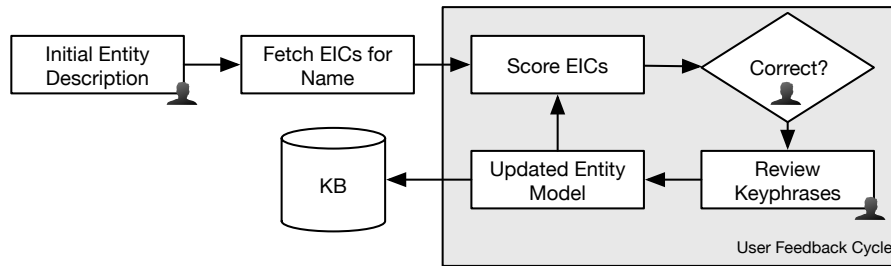 Initial Entity
Description
Fetch EICs for
Name
Score EICs
Correct?
KB
Updated Entity
Model
Review
Keyphrases
User Feedback Cycle